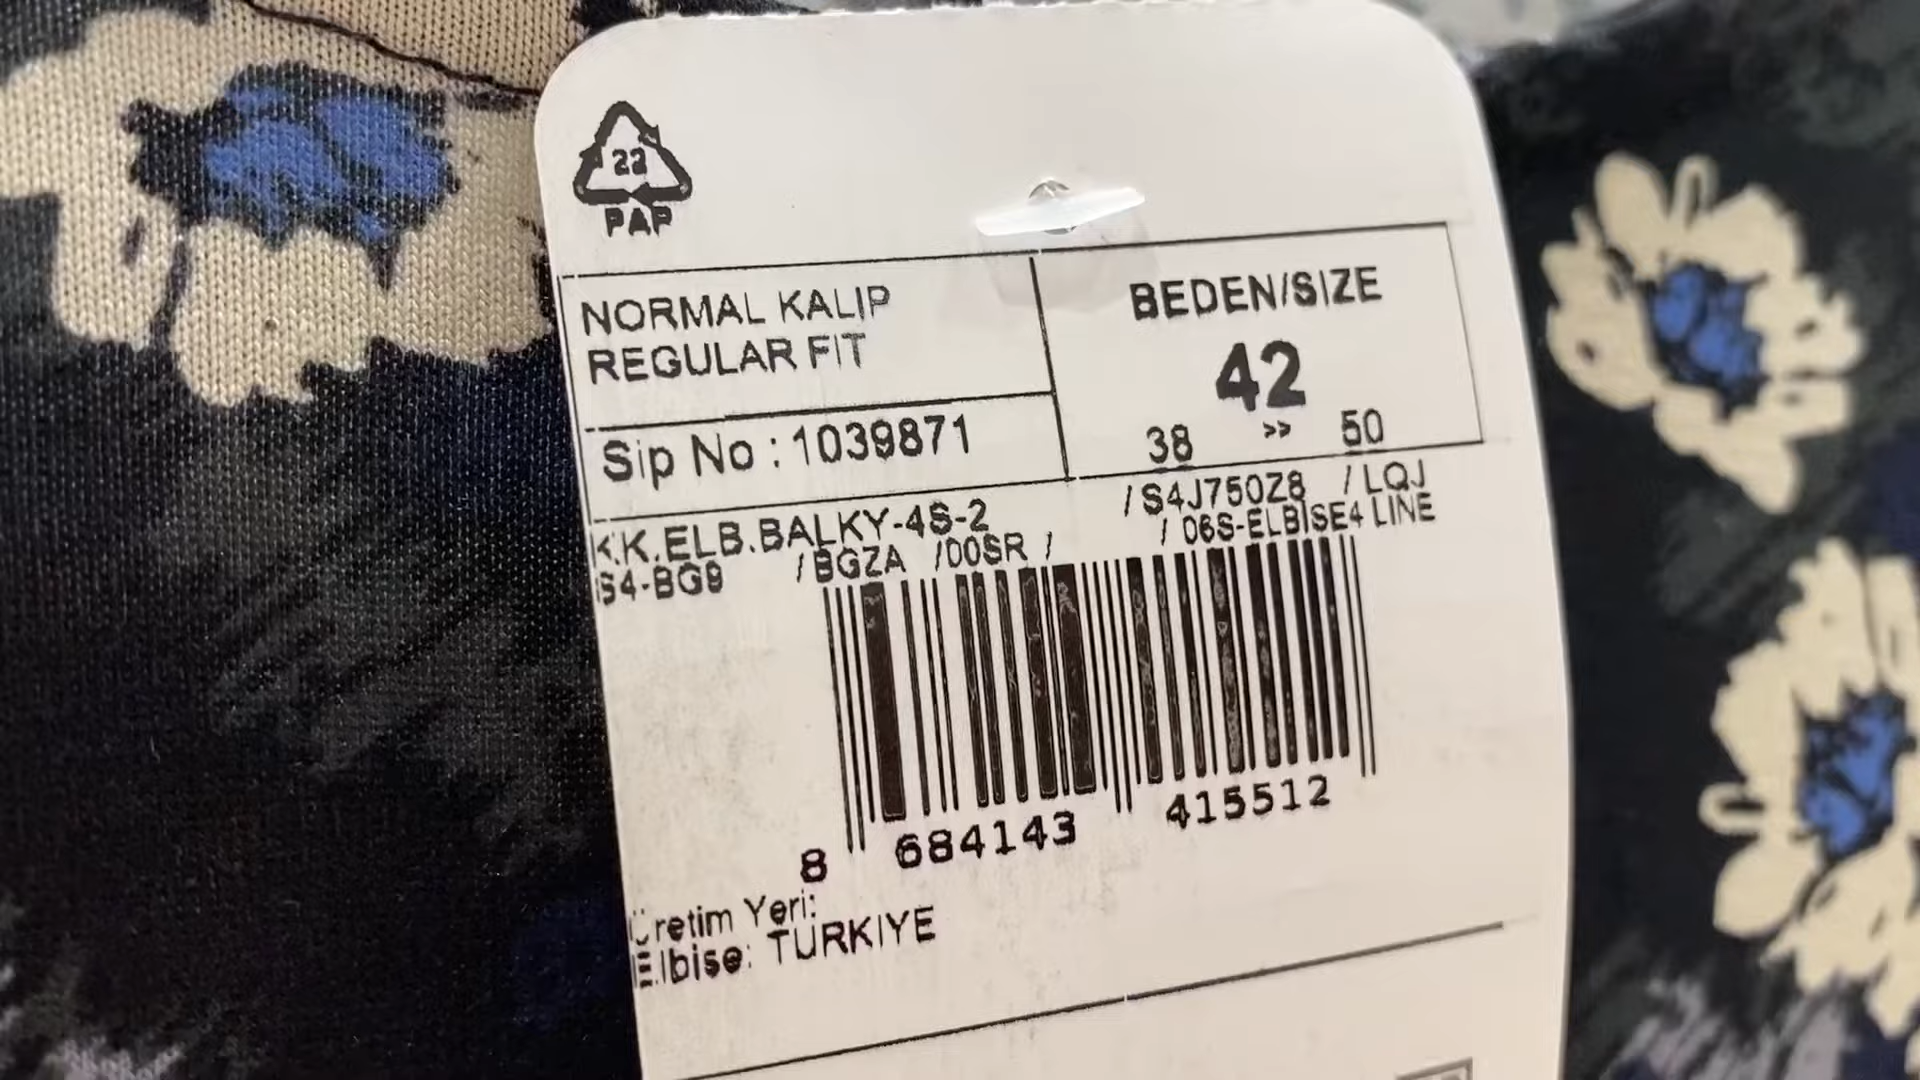 22
PAP
NORMAL KALIP
REGULAR FIT
BEDEN/SIZE
42
38 » 50
Sip No : 1039871
K.K.ELB.BALKY-4S-2 /S4J750Z8 /LQJ
S4-BG9 /BGZA /00SR / / 06S-ELBISE4 LINE
8 684143 415512
Üretim Yeri:
Elbise: TURKIYE